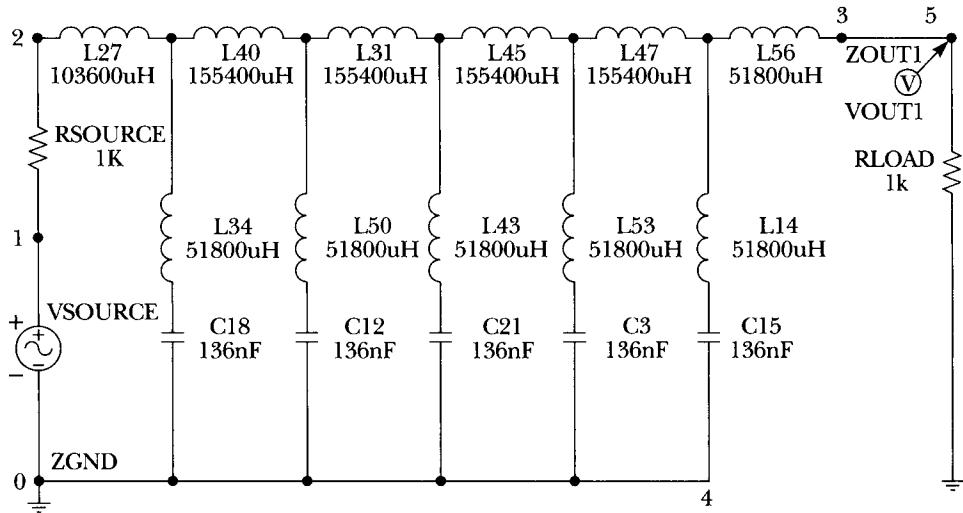 3 5
2
L27 L40 L31 L45 L47 L56 ZOUT1
103600uH 155400uH 155400uH 155400uH 155400uH 51800uH
V
VOUT1
RSOURCE
1K
RLOAD
1k
L34 L50 L43 L53 L14
51800uH 51800uH 51800uH 51800uH 51800uH
1
VSOURCE
+
+
−
−
C18 C12 C21 C3 C15
136nF 136nF 136nF 136nF 136nF
ZGND
0
4